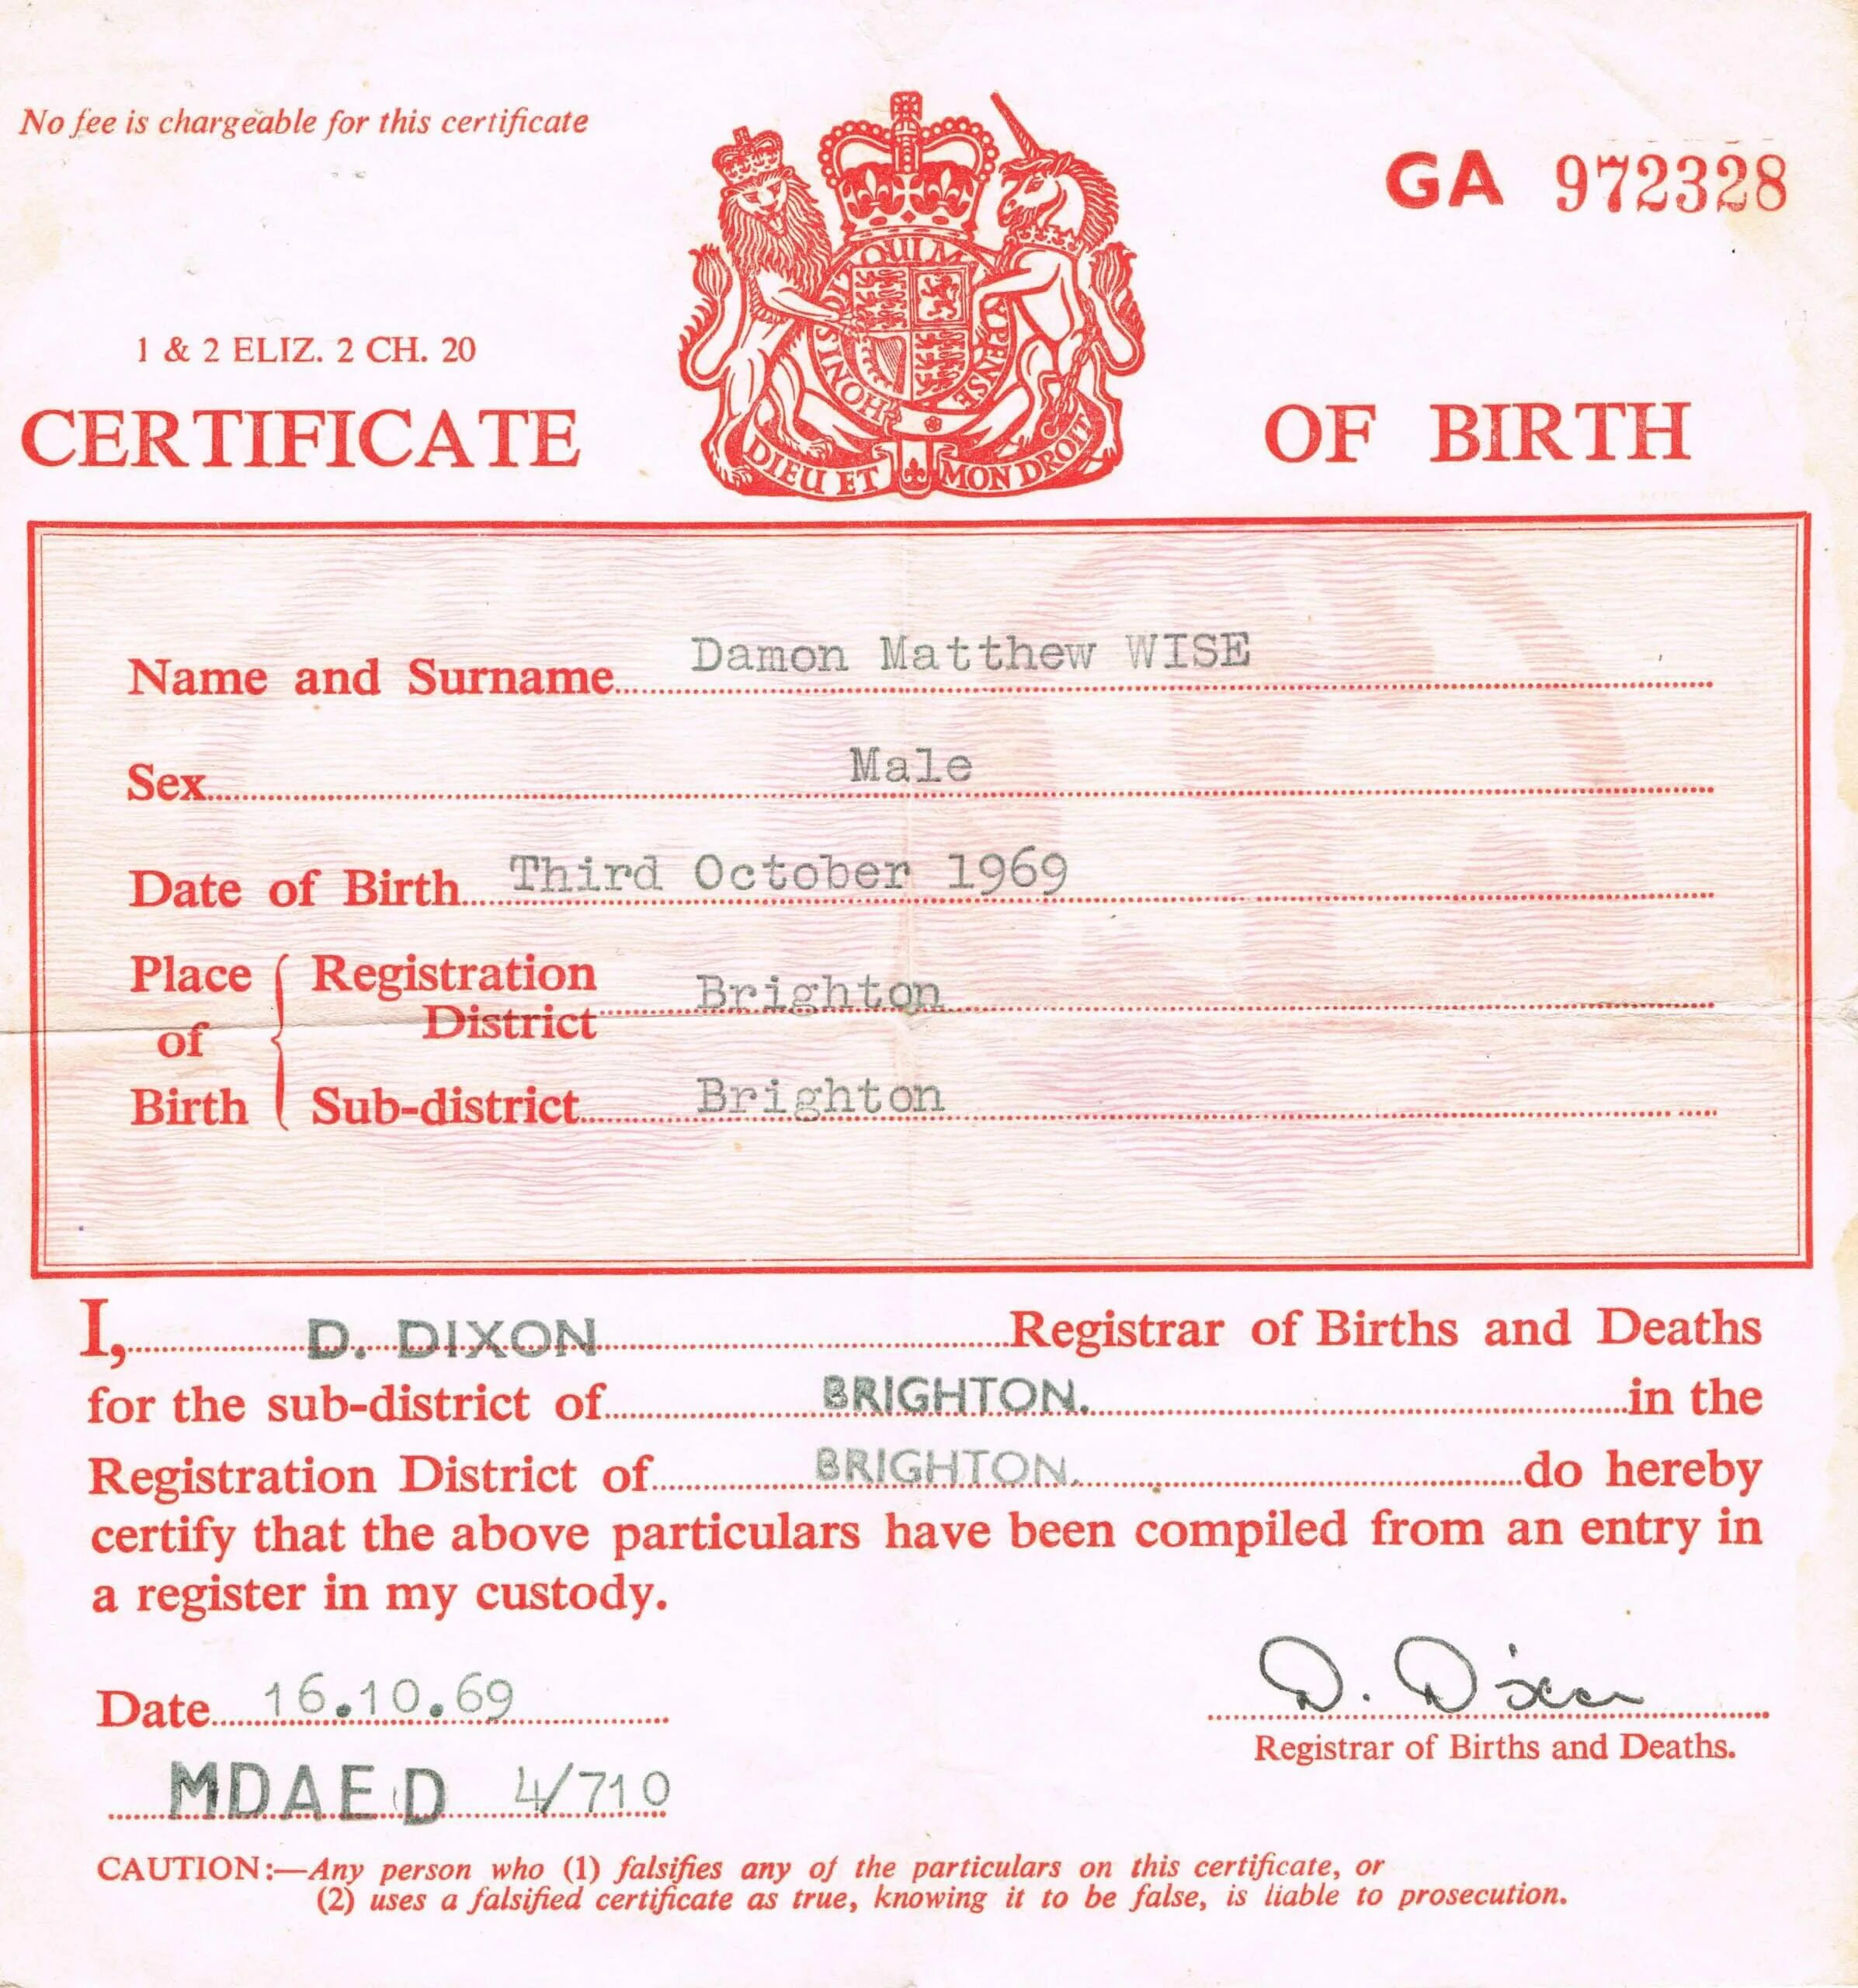 No fee is chargeable for this certificate
GA 972328
1 & 2 ELIZ. 2 CH. 20
CERTIFICATE OF BIRTH
HONI SOIT QUI MAL Y PENSE
DIEU ET MON DROIT
Name and Surname Damon Matthew WISE
Sex Male
Date of Birth Third October 1969
Place of Birth
Registration District Brighton
Sub-district Brighton
I, D. DIXON Registrar of Births and Deaths
for the sub-district of BRIGHTON. in the
Registration District of BRIGHTON. do hereby
certify that the above particulars have been compiled from an entry in
a register in my custody.
Date 16.10.69
D. Dixon
Registrar of Births and Deaths.
MDAED 4/710
CAUTION:—Any person who (1) falsifies any of the particulars on this certificate, or
(2) uses a falsified certificate as true, knowing it to be false, is liable to prosecution.